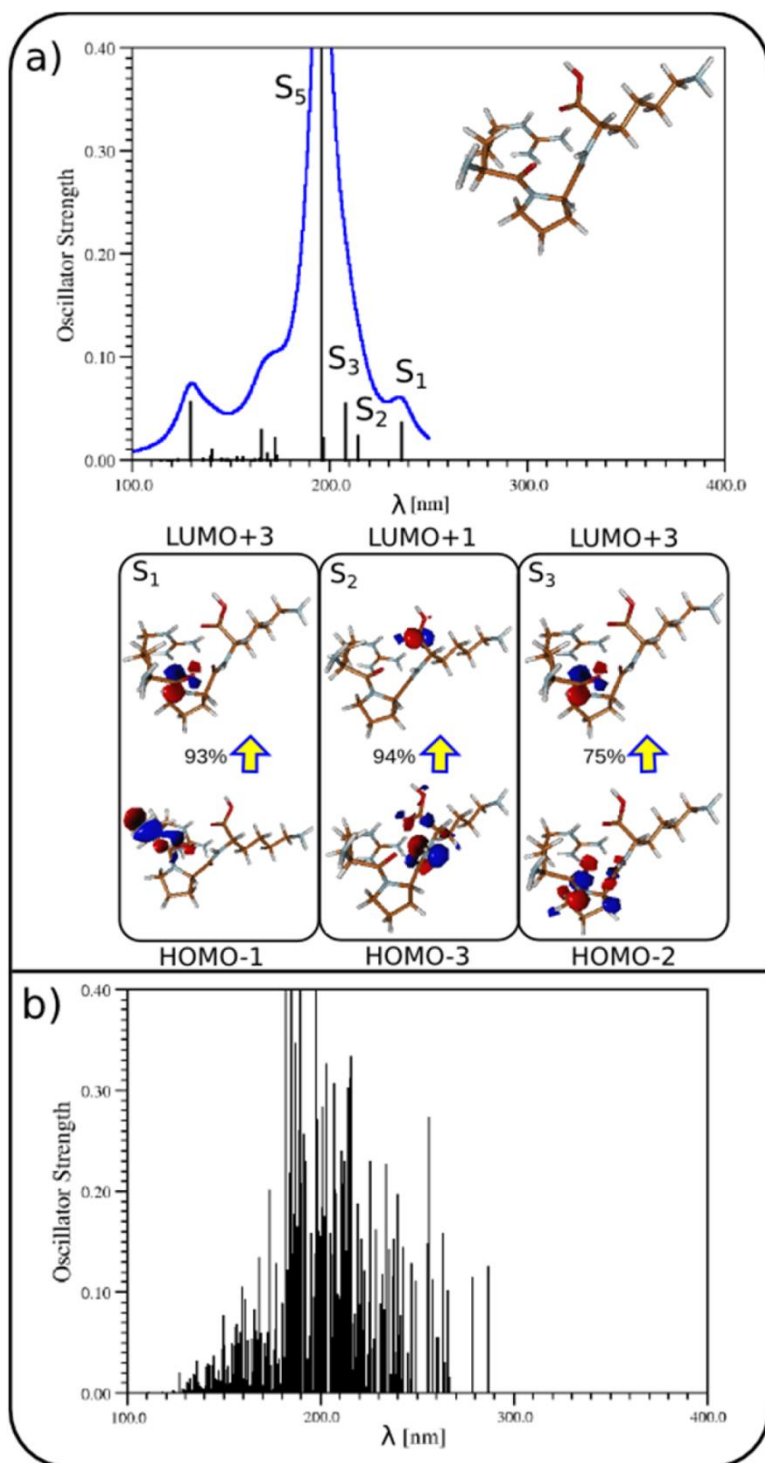 a)
0.40
0.30
0.20
0.10
0.00
Oscillator Strength
S5
S3
S2
S1
100.0 200.0 300.0 400.0
λ [nm]
LUMO+3 LUMO+1 LUMO+3
S1 S2 S3
93% 94% 75%
HOMO-1 HOMO-3 HOMO-2
b)
0.40
0.30
0.20
0.10
0.00
Oscillator Strength
100.0 200.0 300.0 400.0
λ [nm]